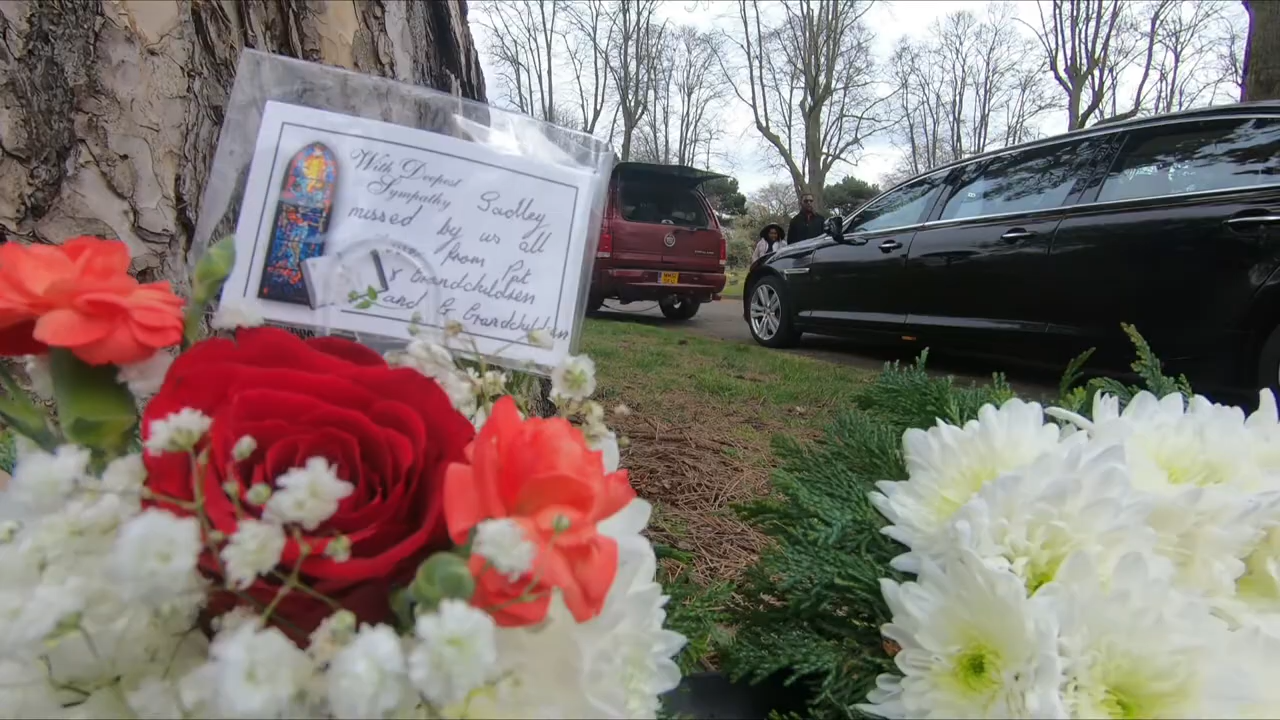 With Deepest
Sympathy
Sadley
missed by us all
from Pat
& Grandchildren
and G Grandchildren